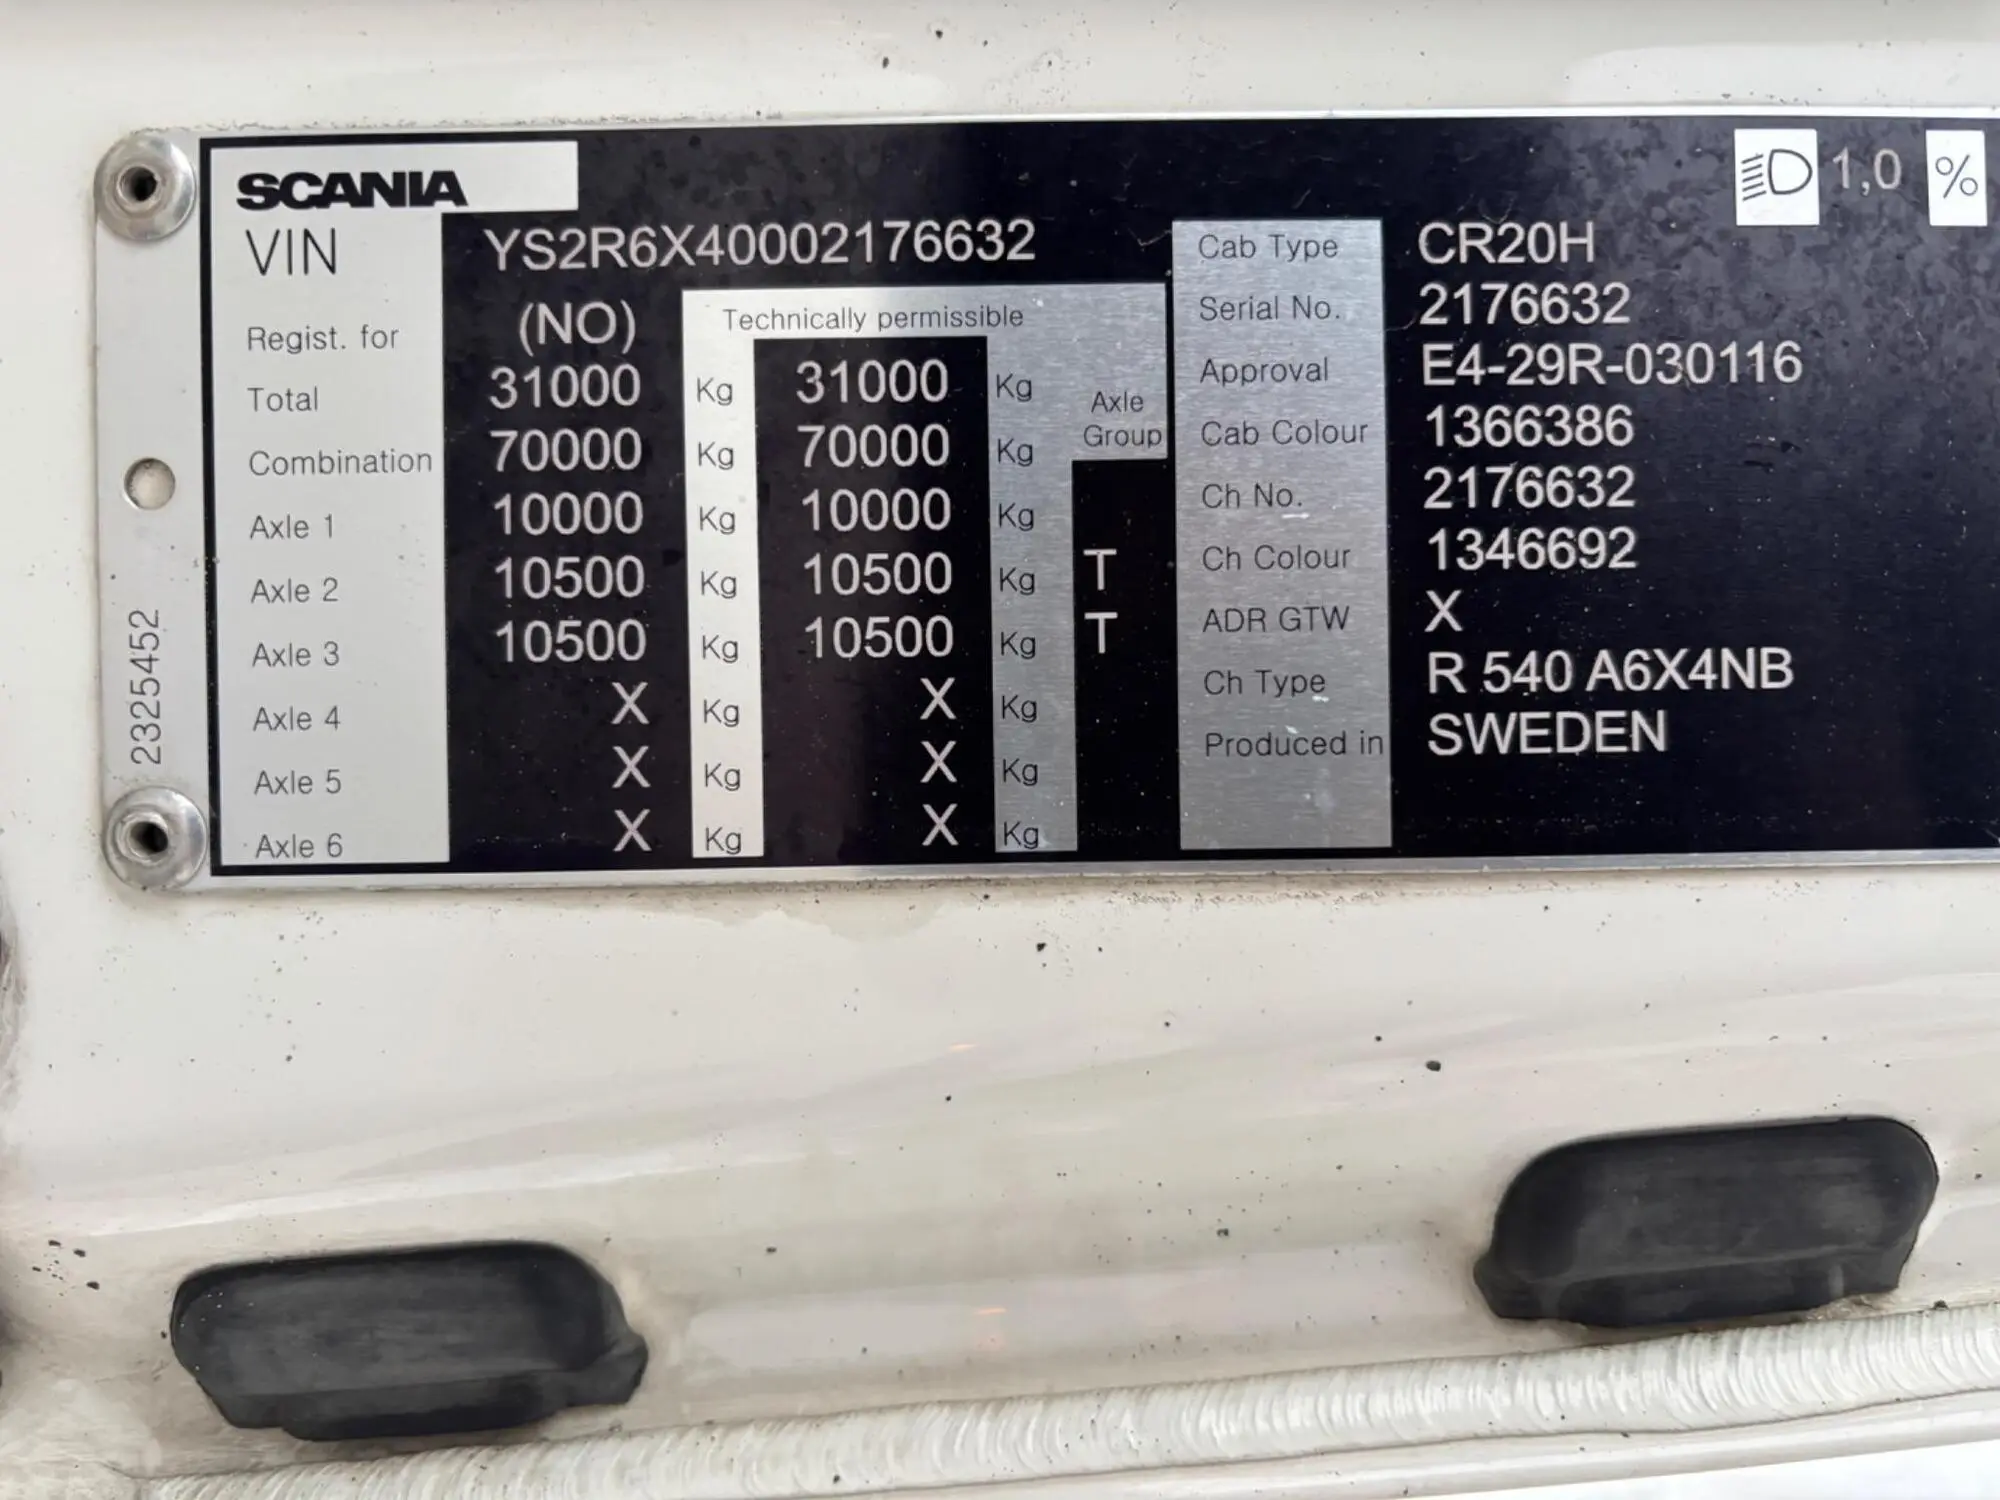 SCANIA
1,0 %
VIN YS2R6X40002176632
Regist. for (NO) Technically permissible
Total 31000 Kg 31000 Kg
Combination 70000 Kg 70000 Kg Axle Group
Axle 1 10000 Kg 10000 Kg
Axle 2 10500 Kg 10500 Kg T
Axle 3 10500 Kg 10500 Kg T
Axle 4 X Kg X Kg
Axle 5 X Kg X Kg
Axle 6 X Kg X Kg
Cab Type CR20H
Serial No. 2176632
Approval E4-29R-030116
Cab Colour 1366386
Ch No. 2176632
Ch Colour 1346692
ADR GTW X
Ch Type R 540 A6X4NB
Produced in SWEDEN
2325452